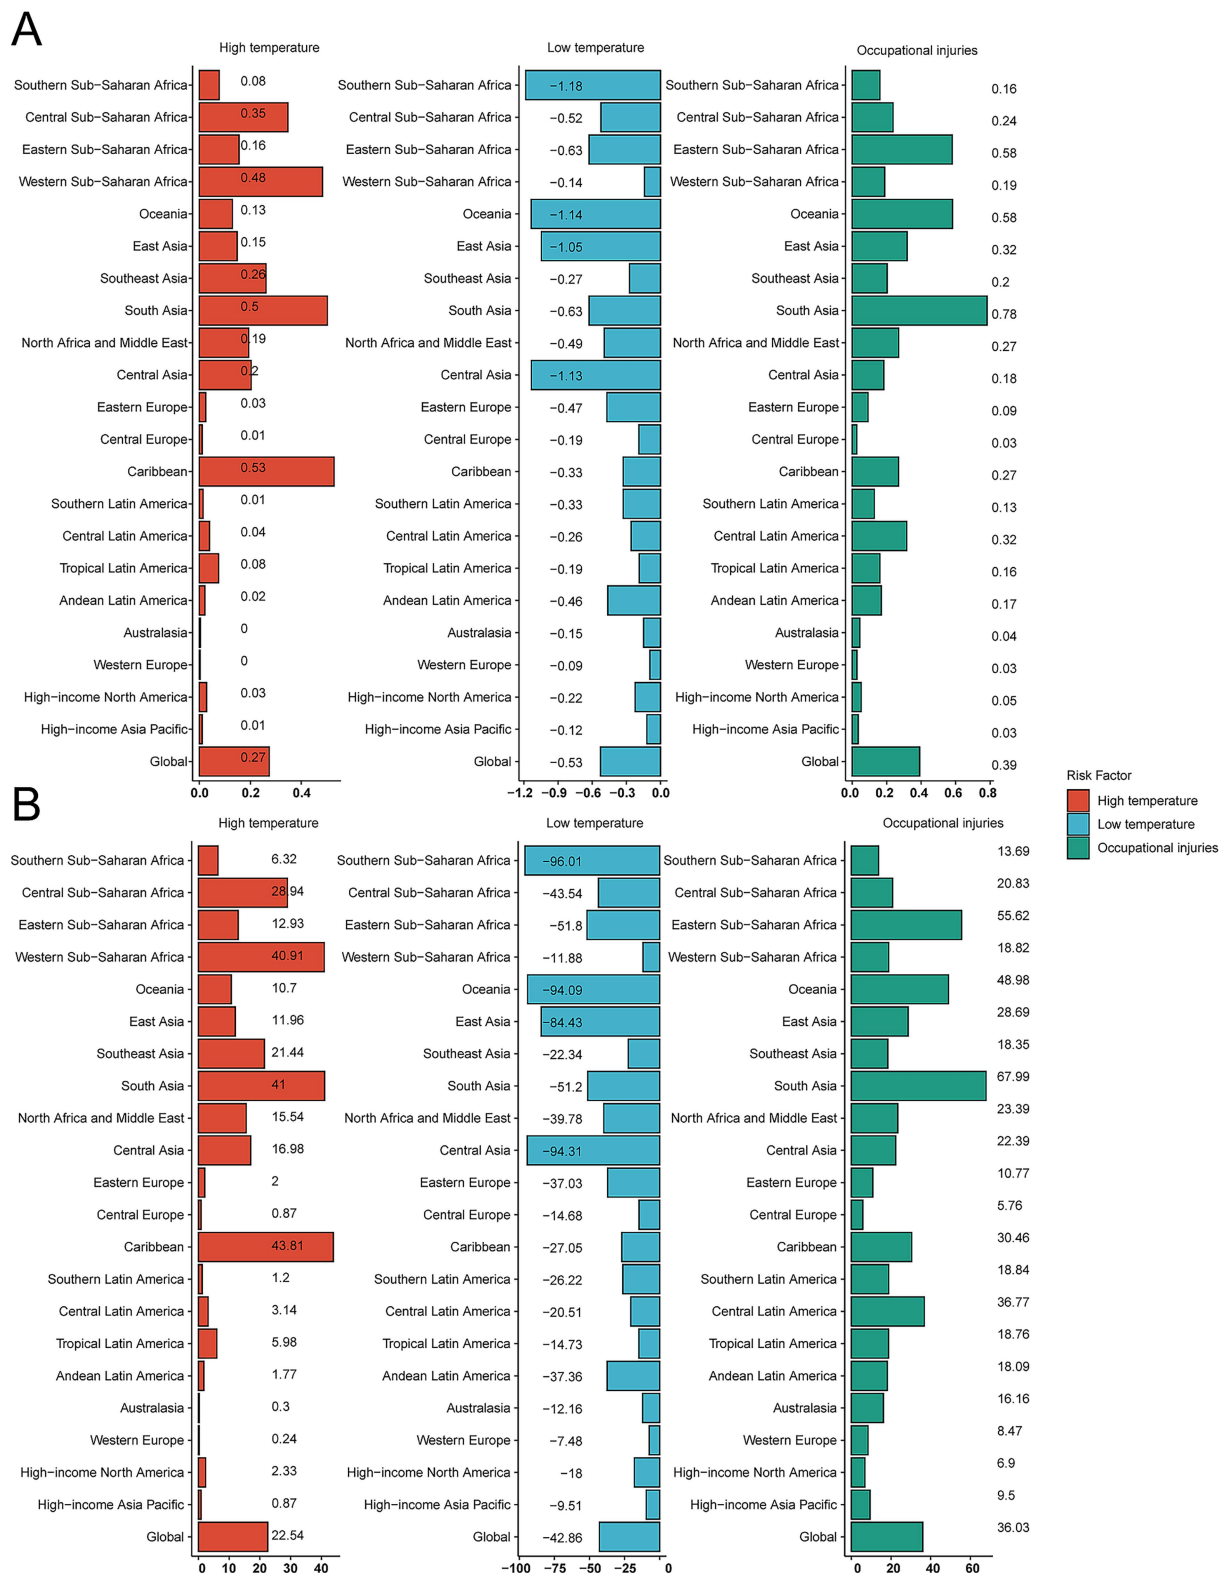 A
High temperature
Low temperature
Occupational injuries
Southern Sub−Saharan Africa 0.08 Southern Sub−Saharan Africa −1.18 Southern Sub−Saharan Africa 0.16
Central Sub−Saharan Africa 0.35 Central Sub−Saharan Africa −0.52 Central Sub−Saharan Africa 0.24
Eastern Sub−Saharan Africa 0.16 Eastern Sub−Saharan Africa −0.63 Eastern Sub−Saharan Africa 0.58
Western Sub−Saharan Africa 0.48 Western Sub−Saharan Africa −0.14 Western Sub−Saharan Africa 0.19
Oceania 0.13 Oceania −1.14 Oceania 0.58
East Asia 0.15 East Asia −1.05 East Asia 0.32
Southeast Asia 0.26 Southeast Asia −0.27 Southeast Asia 0.2
South Asia 0.5 South Asia −0.63 South Asia 0.78
North Africa and Middle East 0.19 North Africa and Middle East −0.49 North Africa and Middle East 0.27
Central Asia 0.2 Central Asia −1.13 Central Asia 0.18
Eastern Europe 0.03 Eastern Europe −0.47 Eastern Europe 0.09
Central Europe 0.01 Central Europe −0.19 Central Europe 0.03
Caribbean 0.53 Caribbean −0.33 Caribbean 0.27
Southern Latin America 0.01 Southern Latin America −0.33 Southern Latin America 0.13
Central Latin America 0.04 Central Latin America −0.26 Central Latin America 0.32
Tropical Latin America 0.08 Tropical Latin America −0.19 Tropical Latin America 0.16
Andean Latin America 0.02 Andean Latin America −0.46 Andean Latin America 0.17
Australasia 0 Australasia −0.15 Australasia 0.04
Western Europe 0 Western Europe −0.09 Western Europe 0.03
High−income North America 0.03 High−income North America −0.22 High−income North America 0.05
High−income Asia Pacific 0.01 High−income Asia Pacific −0.12 High−income Asia Pacific 0.03
Global 0.27 Global −0.53 Global 0.39
0.0 0.2 0.4 −1.2 −0.9 −0.6 −0.3 0.0 0.0 0.2 0.4 0.6 0.8
Risk Factor
High temperature
Low temperature
Occupational injuries
B
High temperature
Low temperature
Occupational injuries
Southern Sub−Saharan Africa 6.32 Southern Sub−Saharan Africa −96.01 Southern Sub−Saharan Africa 13.69
Central Sub−Saharan Africa 28.94 Central Sub−Saharan Africa −43.54 Central Sub−Saharan Africa 20.83
Eastern Sub−Saharan Africa 12.93 Eastern Sub−Saharan Africa −51.8 Eastern Sub−Saharan Africa 55.62
Western Sub−Saharan Africa 40.91 Western Sub−Saharan Africa −11.88 Western Sub−Saharan Africa 18.82
Oceania 10.7 Oceania −94.09 Oceania 48.98
East Asia 11.96 East Asia −84.43 East Asia 28.69
Southeast Asia 21.44 Southeast Asia −22.34 Southeast Asia 18.35
South Asia 41 South Asia −51.2 South Asia 67.99
North Africa and Middle East 15.54 North Africa and Middle East −39.78 North Africa and Middle East 23.39
Central Asia 16.98 Central Asia −94.31 Central Asia 22.39
Eastern Europe 2 Eastern Europe −37.03 Eastern Europe 10.77
Central Europe 0.87 Central Europe −14.68 Central Europe 5.76
Caribbean 43.81 Caribbean −27.05 Caribbean 30.46
Southern Latin America 1.2 Southern Latin America −26.22 Southern Latin America 18.84
Central Latin America 3.14 Central Latin America −20.51 Central Latin America 36.77
Tropical Latin America 5.98 Tropical Latin America −14.73 Tropical Latin America 18.76
Andean Latin America 1.77 Andean Latin America −37.36 Andean Latin America 18.09
Australasia 0.3 Australasia −12.16 Australasia 16.16
Western Europe 0.24 Western Europe −7.48 Western Europe 8.47
High−income North America 2.33 High−income North America −18 High−income North America 6.9
High−income Asia Pacific 0.87 High−income Asia Pacific −9.51 High−income Asia Pacific 9.5
Global 22.54 Global −42.86 Global 36.03
0 10 20 30 40 −100 −75 −50 −25 0 0 20 40 60